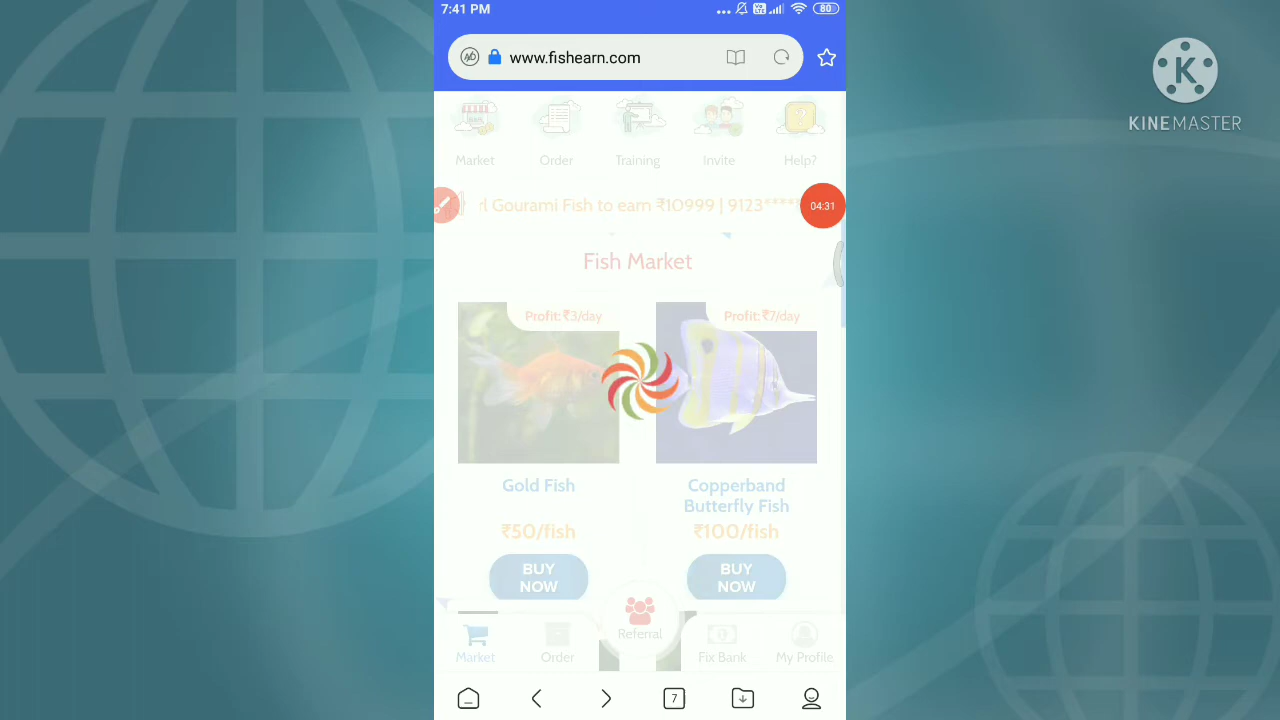 7:41 PM
80
www.fishearn.com
KINEMASTER
Market Order Training Invite Help?
Gourami Fish to earn ₹10999 | 9123****
04:31
Fish Market
Profit: ₹3/day
Profit: ₹7/day
Gold Fish
Copperband
Butterfly Fish
₹50/fish
₹100/fish
BUY
NOW
BUY
NOW
Referral
Market Order Fix Bank My Profile
7